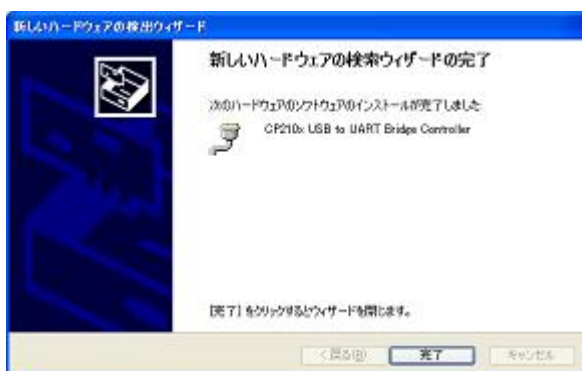 新しいハードウェアの検出ウィザード
新しいハードウェアの検索ウィザードの完了
次のハードウェアのソフトウェアのインストールが完了しました:
CP210x USB to UART Bridge Controller
[完了] をクリックするとウィザードを閉じます。
< 戻る(B)
完了
キャンセル